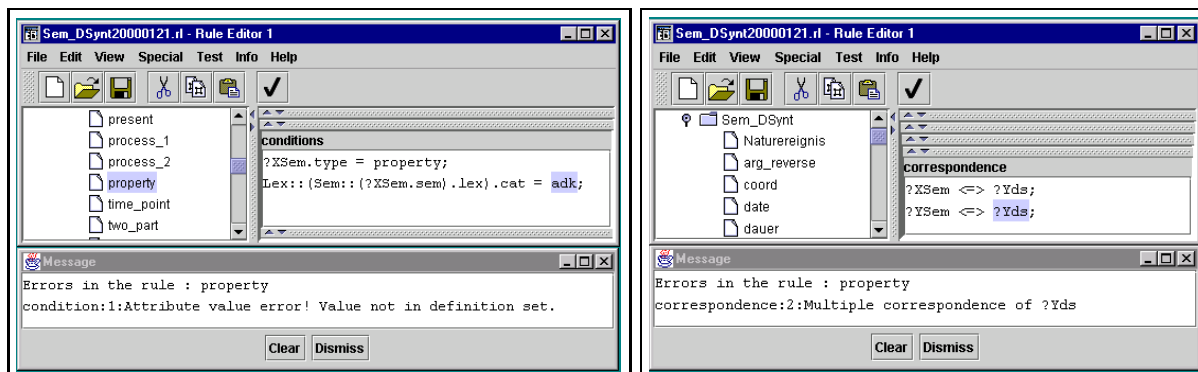 Sem_DSynt20000121.rl - Rule Editor 1
File Edit View Special Test Info Help
present
process_1
process_2
property
time_point
two_part
conditions
?XSem.type = property;
Lex::(Sem::(?XSem.sem).lex).cat = adk;
Message
Errors in the rule : property
condition:1:Attribute value error! Value not in definition set.
Clear Dismiss
Sem_DSynt20000121.rl - Rule Editor 1
File Edit View Special Test Info Help
Sem_DSynt
Naturereignis
arg_reverse
coord
date
dauer
correspondence
?XSem <=> ?Yds;
?YSem <=> ?Yds;
Message
Errors in the rule : property
correspondence:2:Multiple correspondence of ?Yds
Clear Dismiss